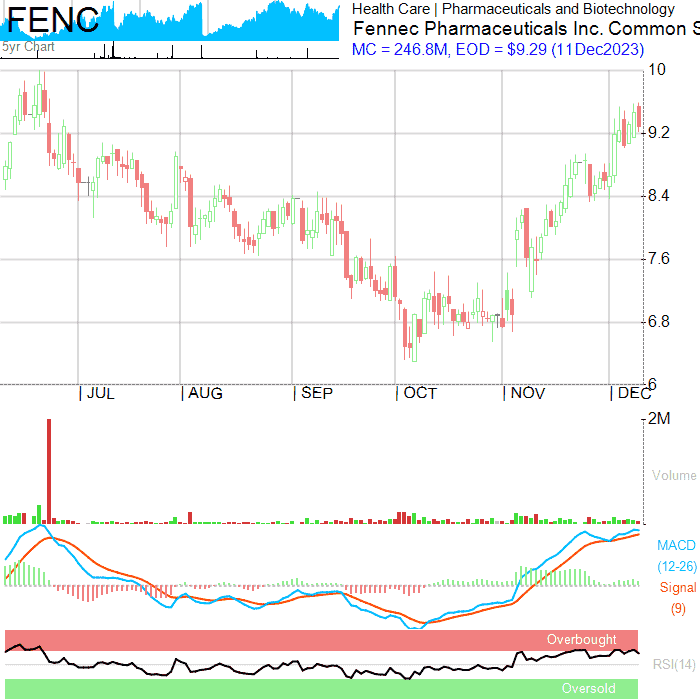 FENC
5yr Chart
Health Care | Pharmaceuticals and Biotechnology
Fennec Pharmaceuticals Inc. Common S
MC = 246.8M, EOD = $9.29 (11Dec2023)
10
9.2
8.4
7.6
6.8
6
JUL AUG SEP OCT NOV DEC
2M
Volume
MACD
(12-26)
Signal
(9)
Overbought
RSI(14)
Oversold